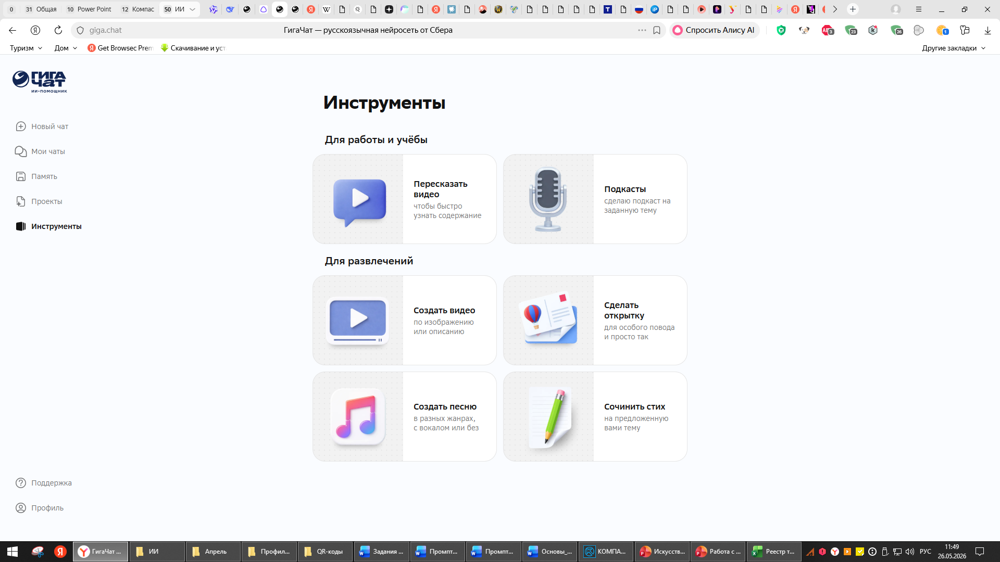 0
31 Общая
10 Power Point
12 Компас
50 ИИ
giga.chat
ГигаЧат — русскоязычная нейросеть от Сбера
Спросить Алису AI
3
23
26
1
Туризм
Дом
Get Browsec Prem
Скачивание и уст
Другие закладки
ГИГА
ЧАТ
ИИ-ПОМОЩНИК
Новый чат
Мои чаты
Память
Проекты
Инструменты
Поддержка
Профиль
Инструменты
Для работы и учёбы
Пересказать
видео
чтобы быстро
узнать содержание
Подкасты
сделаю подкаст на
заданную тему
Для развлечений
Создать видео
по изображению
или описанию
Сделать
открытку
для особого повода
и просто так
Создать песню
в разных жанрах,
с вокалом или без
Сочинить стих
на предложенную
вами тему
ГигаЧат ...
ИИ
Апрель
Профил...
QR-коды
Задания ...
Промпт...
Промпт...
Основы_...
КОМПА...
Искусств...
Работа с ...
Реестр т...
РУС
11:49
26.05.2026